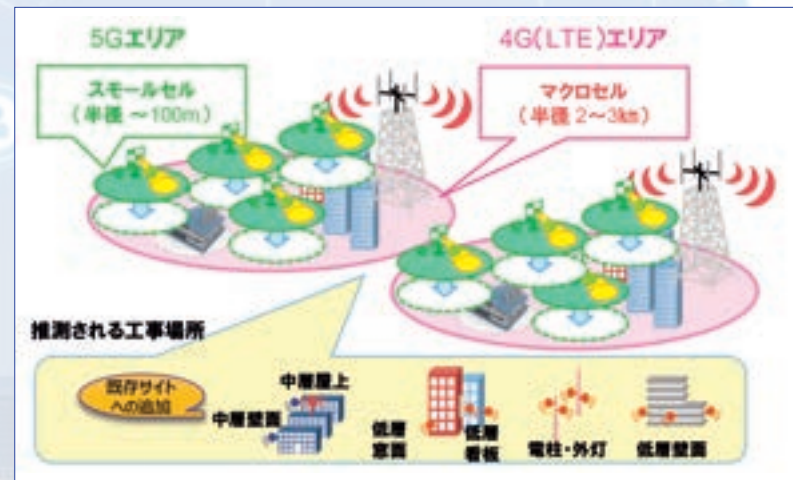 5Gエリア
4G(LTE)エリア
スモールセル
(半径 ~100m)
マクロセル
(半径 2~3㎞)
推測される工事場所
既存サイト
への追加
中層屋上
中層壁面
低層
窓面
低層
看板
電柱・外灯
低層壁面